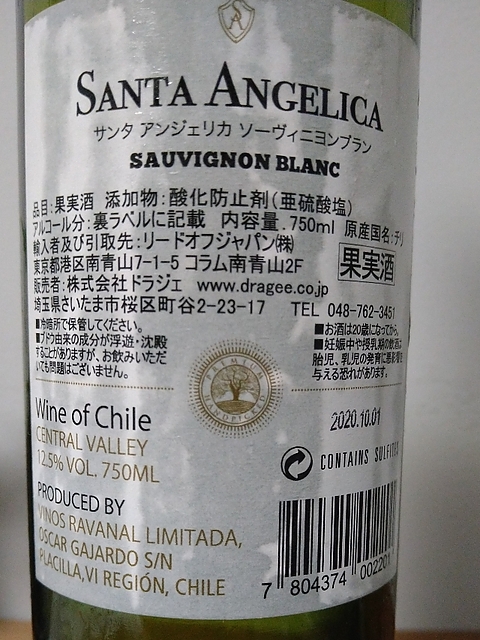 SA
SANTA ANGELICA
サンタ アンジェリカ ソーヴィニヨンブラン
SAUVIGNON BLANC
品目:果実酒 添加物:酸化防止剤(亜硫酸塩)
アルコール分:裏ラベルに記載 内容量.750ml 原産国名:チリ
輸入者及び引取先:リードオフジャパン㈱
東京都港区南青山7-1-5 コラム南青山2F
果実酒
販売者:株式会社ドラジェ www.dragee.co.jp
埼玉県さいたま市桜区町谷2-23-17 TEL 048-762-3451
■冷暗所で保管してください。
■ブドウ由来の成分が浮遊・沈殿
することがありますが、お飲みいただ
いても問題はございません。
■お酒は20歳になってから。
■妊娠中や授乳期の飲酒は、
胎児、乳児の発育に悪影響
与える恐れがあります。
PREMIUM
HANDPICKED
Wine of Chile
CENTRAL VALLEY
12.5% VOL. 750ML
2020.10.01
CONTAINS SULFITES
PRODUCED BY
VINOS RAVANAL LIMITADA,
OSCAR GAJARDO S/N
PLACILLA,VI REGIÓN, CHILE
7 804374 00220